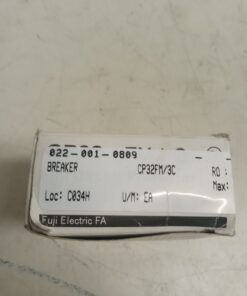 022-001-0809
BREAKER CP32FM/3C RO :
Loc: C034H U/M: EA Max:
Fuji Electric FA